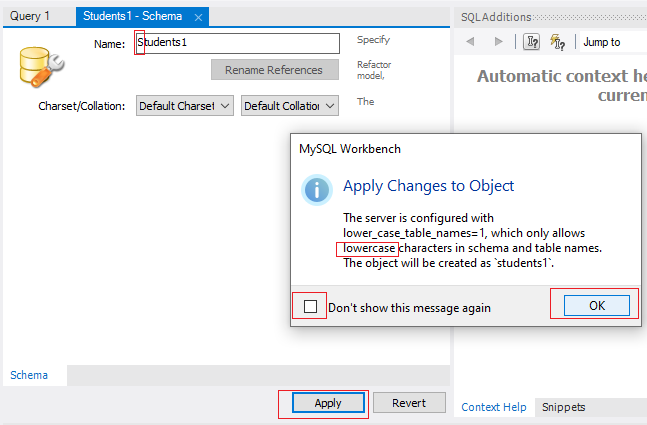 Query 1
Students1 - Schema
SQLAdditions
Name: Students1
Specify
Rename References
Refactor
model,
Charset/Collation: Default Charset Default Collation
The
Jump to
Automatic context he
curren
MySQL Workbench
Apply Changes to Object
The server is configured with
lower_case_table_names=1, which only allows
lowercase characters in schema and table names.
The object will be created as `students1`.
Don't show this message again
OK
Schema
Apply
Revert
Context Help
Snippets